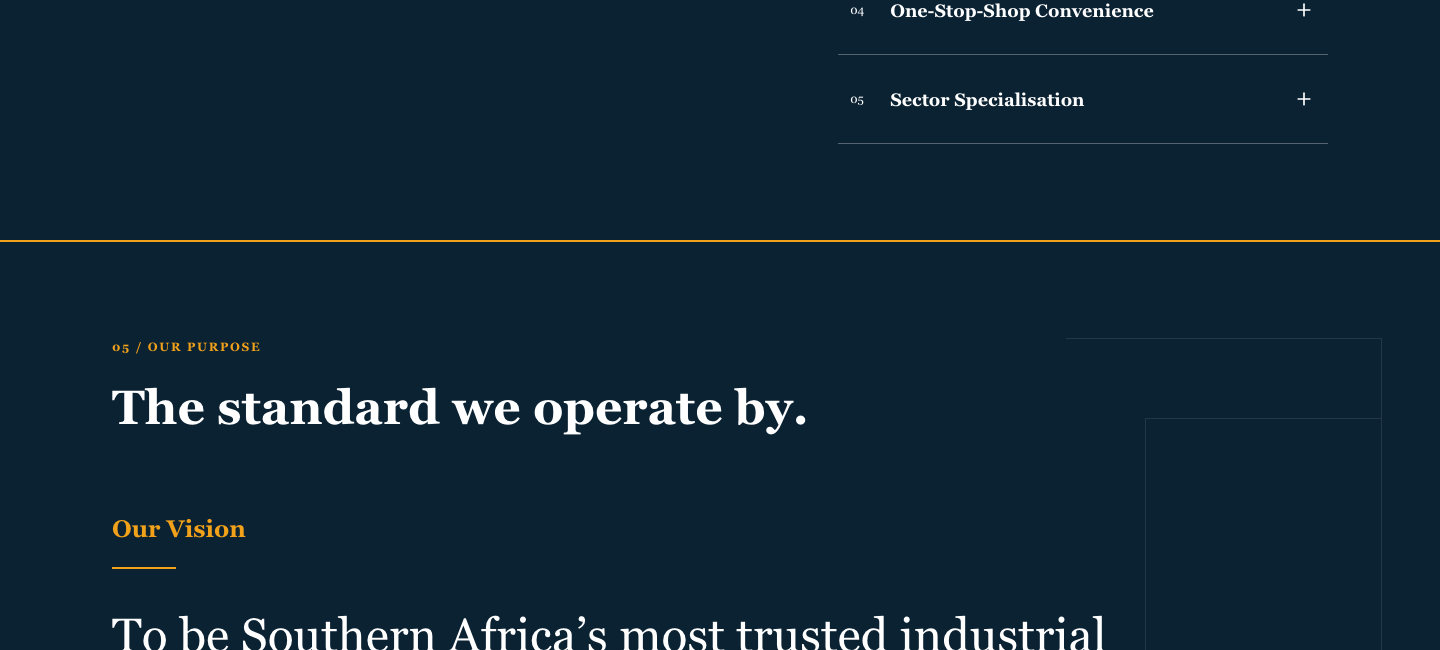 04 One-Stop-Shop Convenience +
05 Sector Specialisation +
05 / OUR PURPOSE
The standard we operate by.
Our Vision
To be Southern Africa’s most trusted industrial